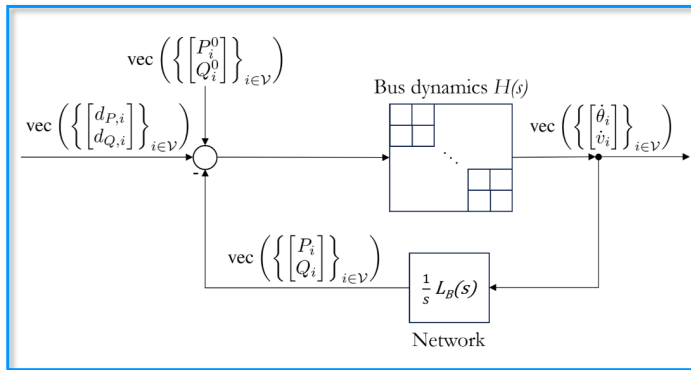 vec({[P_i^0 Q_i^0]}_{i∈𝒱})
Bus dynamics H(s)
vec({[d_{P,i} d_{Q,i}]}_{i∈𝒱})
vec({[θ̇_i v̇_i]}_{i∈𝒱})
-
⋱
vec({[P_i Q_i]}_{i∈𝒱})
1/s L_B(s)
Network